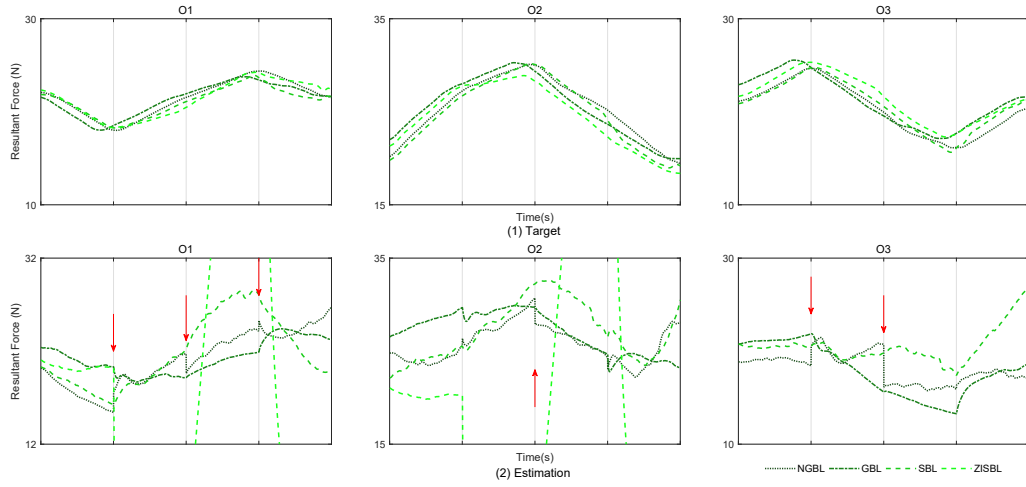 O1
O2
O3
30
10
Resultant Force (N)
35
15
30
10
Time(s)
(1) Target
O1
O2
O3
32
12
Resultant Force (N)
35
15
30
10
Time(s)
(2) Estimation
NGBL GBL SBL ZISBL